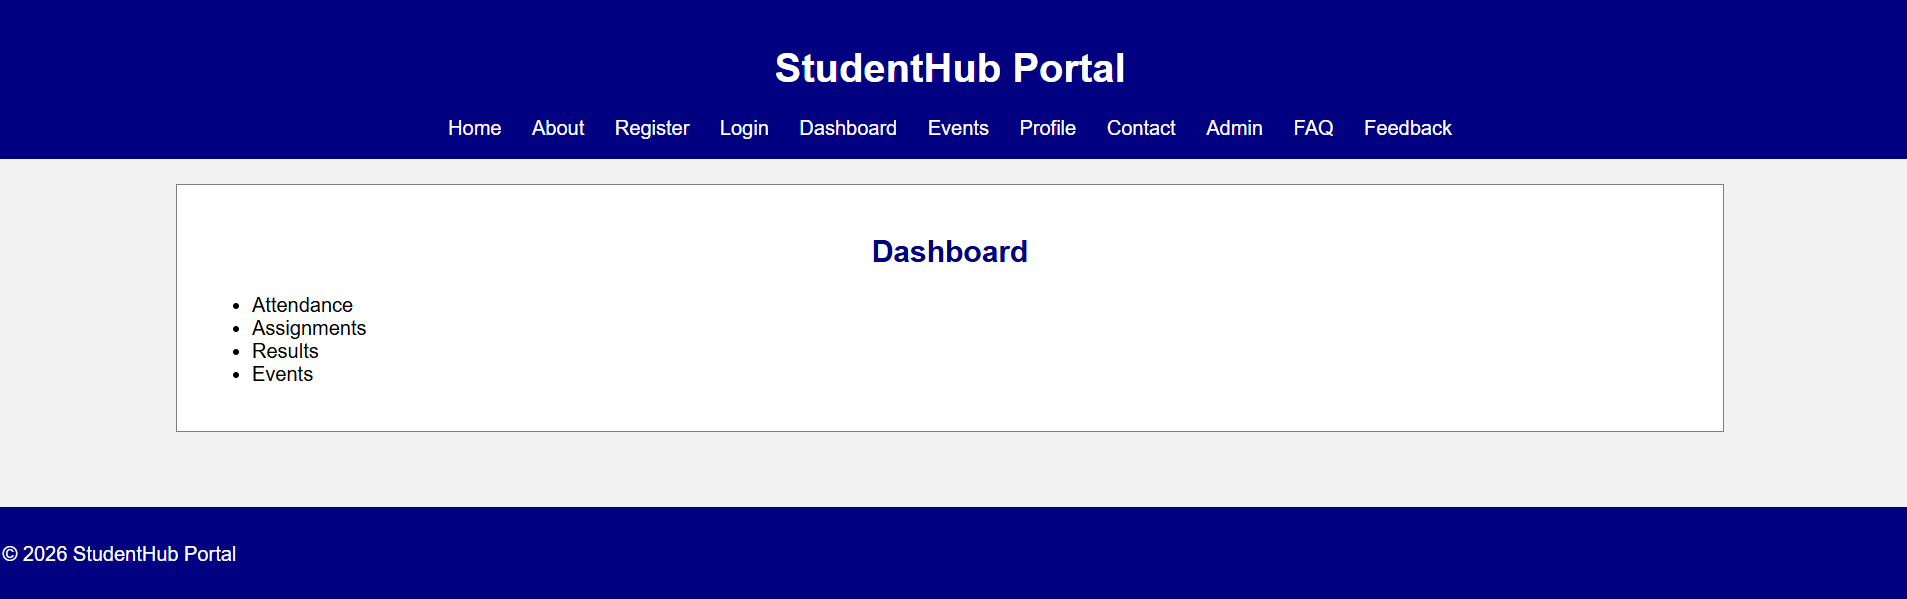 StudentHub Portal
Home About Register Login Dashboard Events Profile Contact Admin FAQ Feedback
Dashboard
• Attendance
• Assignments
• Results
• Events
© 2026 StudentHub Portal